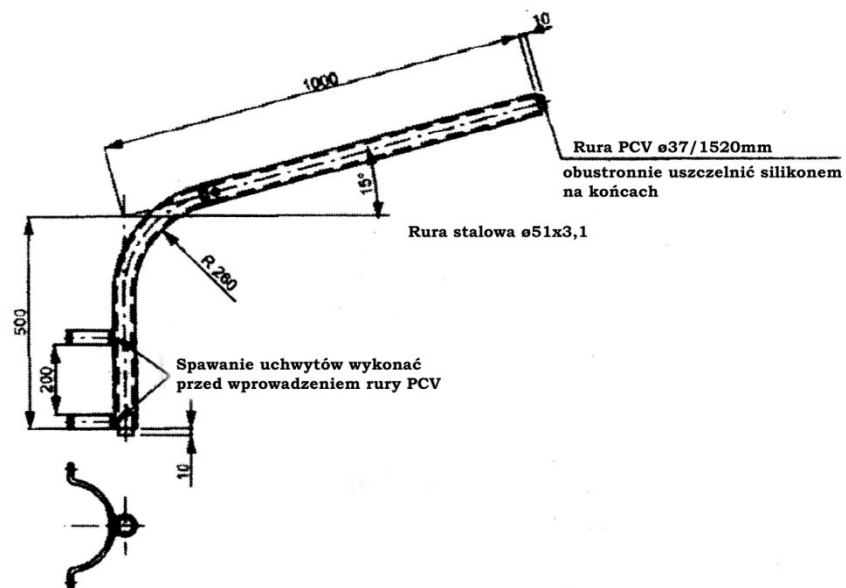 10
1000
Rura PCV ø37/1520mm
obustronnie uszczelnić silikonem
na końcach
15°
Rura stalowa ø51x3,1
R 260
500
Spawanie uchwytów wykonać
przed wprowadzeniem rury PCV
200
10